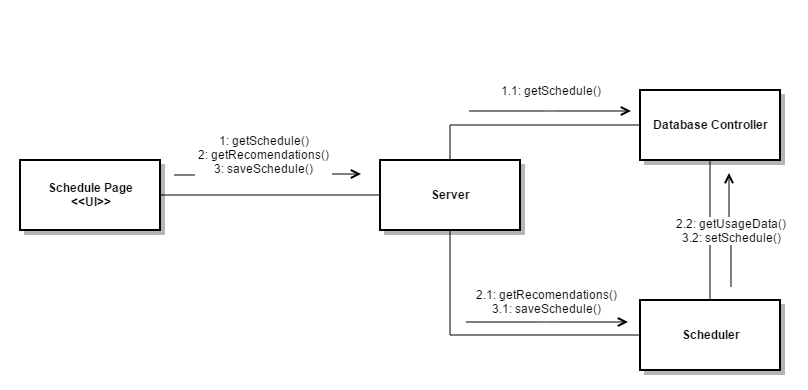 1.1: getSchedule()
Database Controller
1: getSchedule()
2: getRecomendations()
3: saveSchedule()
Schedule Page
<<UI>>
Server
2.2: getUsageData()
3.2: setSchedule()
2.1: getRecomendations()
3.1: saveSchedule()
Scheduler